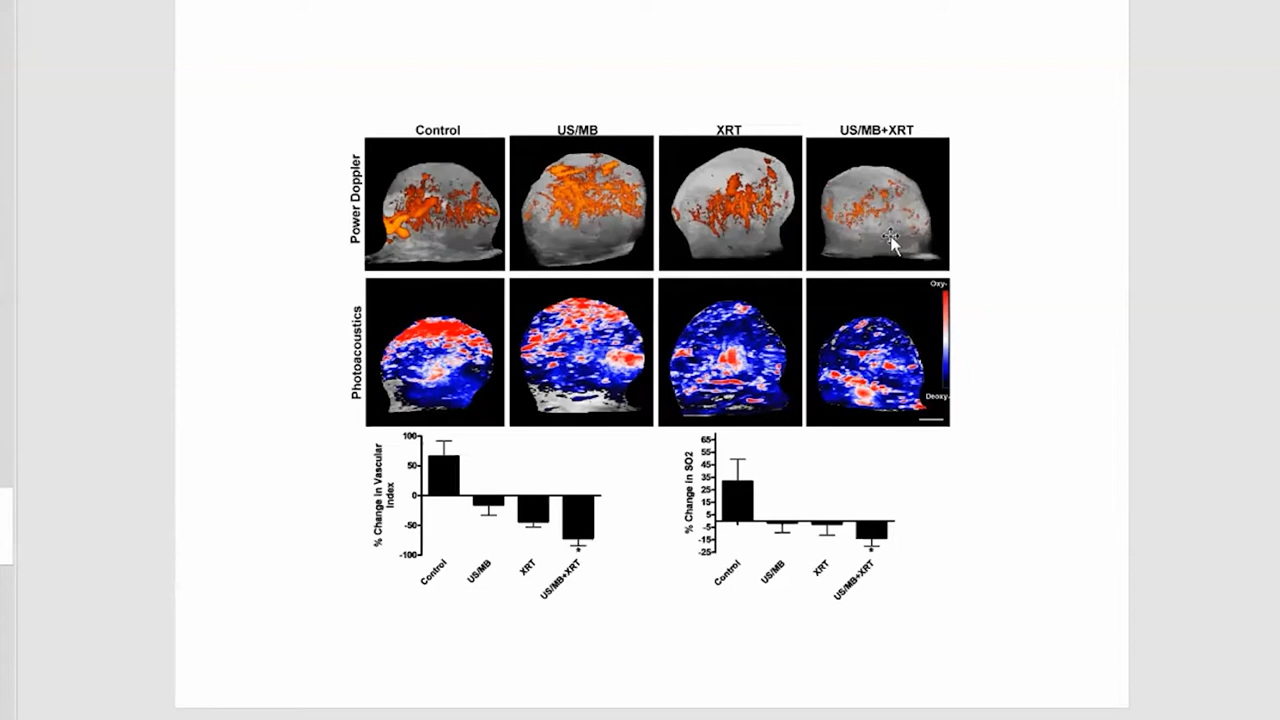 Control US/MB XRT US/MB+XRT
Power Doppler
Photoacoustics
Oxy-
Deoxy-
% Change in Vascular
Index
100
50
0
-50
-100
*
Control US/MB XRT US/MB+XRT
% Change in SO2
65
55
45
35
25
15
5
-5
-15
-25
*
Control US/MB XRT US/MB+XRT